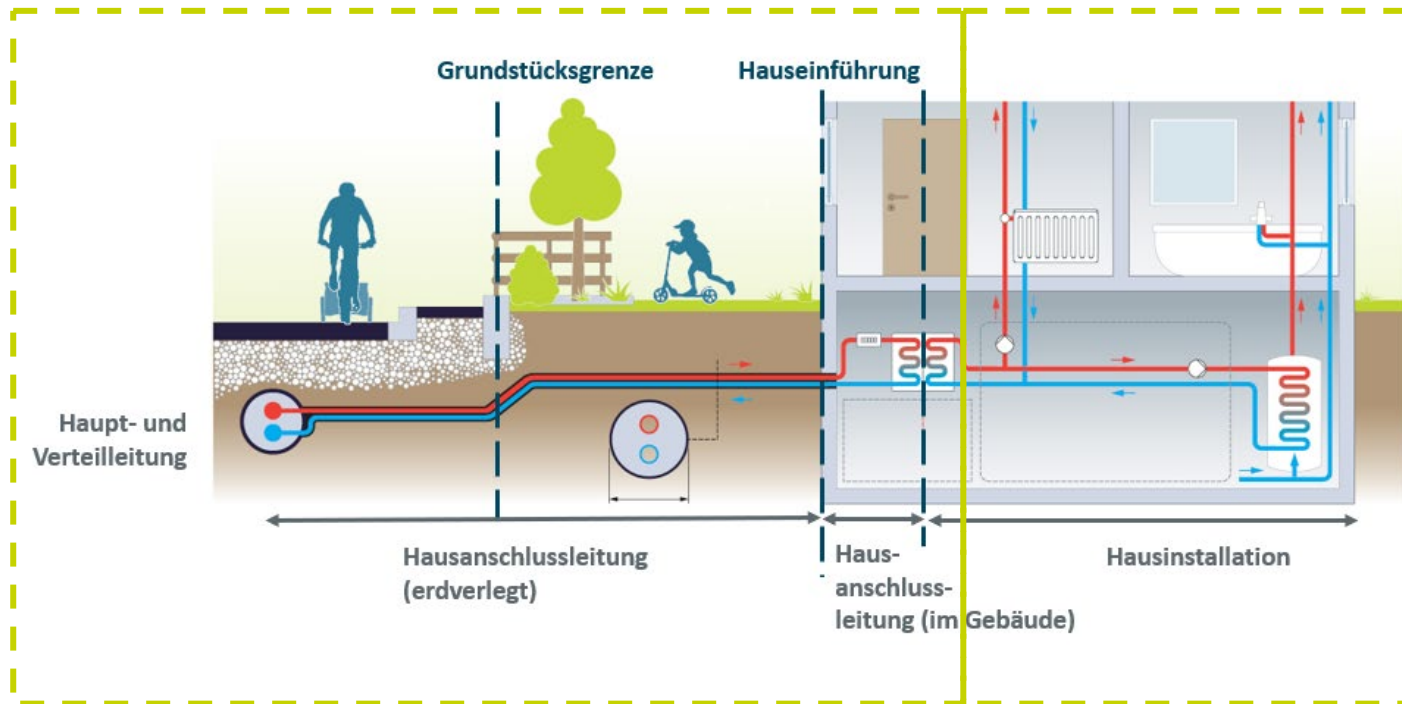 Grundstücksgrenze
Hauseinführung
Haupt- und
Verteilleitung
Hausanschlussleitung
(erdverlegt)
Haus-
anschluss-
leitung (im Gebäude)
Hausinstallation